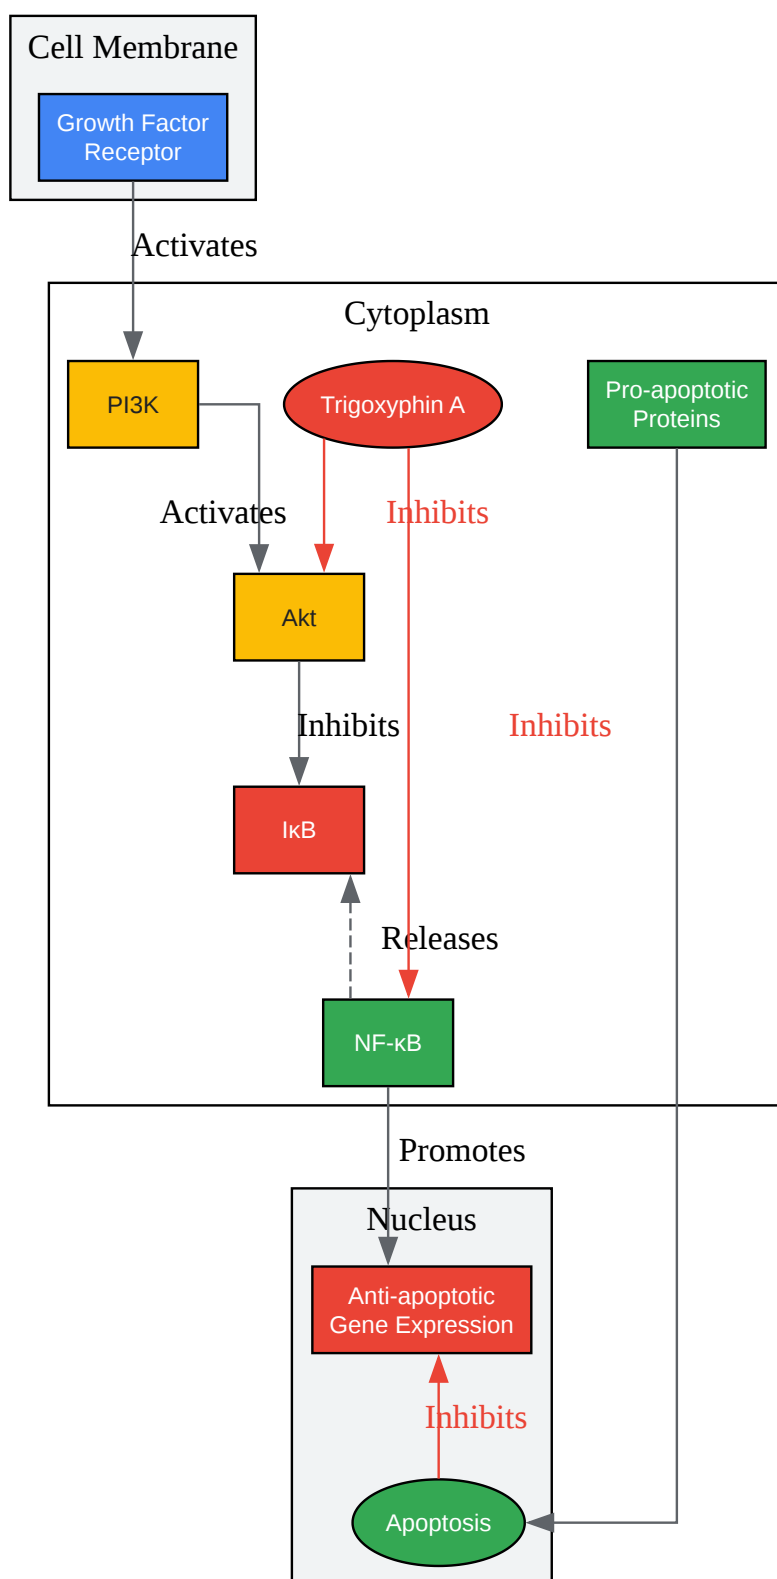 Cell Membrane
Growth Factor
Receptor
Activates
Cytoplasm
PI3K
Trigoxyphin A
Pro-apoptotic
Proteins
Activates
Inhibits
Akt
Inhibits
Inhibits
IκB
Releases
NF-κB
Promotes
Nucleus
Anti-apoptotic
Gene Expression
Inhibits
Apoptosis